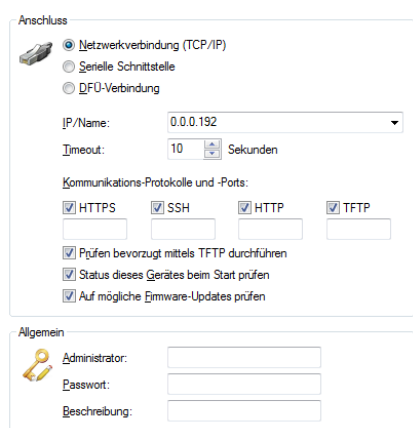 Anschluss
Netzwerkverbindung (TCP/IP)
Serielle Schnittstelle
DFÜ-Verbindung
IP/Name: 0.0.0.192
Timeout: 10 Sekunden
Kommunikations-Protokolle und -Ports:
HTTPS SSH HTTP TFTP
Prüfen bevorzugt mittels TFTP durchführen
Status dieses Gerätes beim Start prüfen
Auf mögliche Firmware-Updates prüfen
Allgemein
Administrator:
Passwort:
Beschreibung: